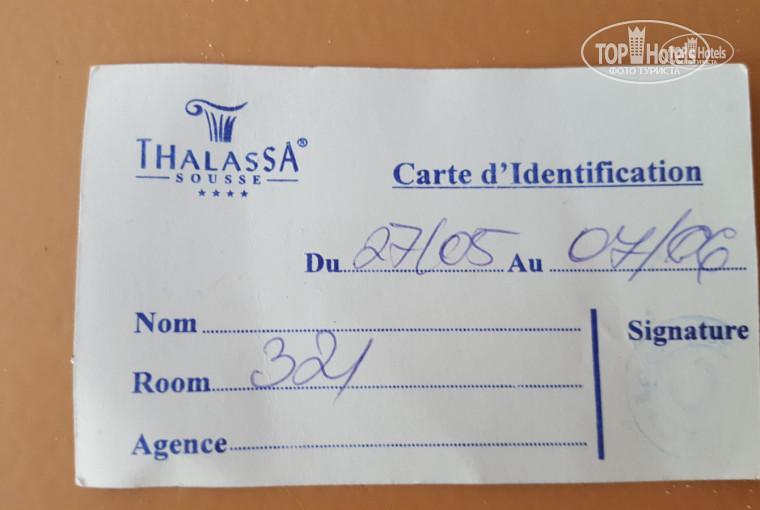 TOP Hotels
ФОТО ТУРИСТА
THALASSA®
SOUSSE
★★★★
Carte d'Identification
Du 27/05 Au 07/06
Nom
Room 321
Agence
Signature